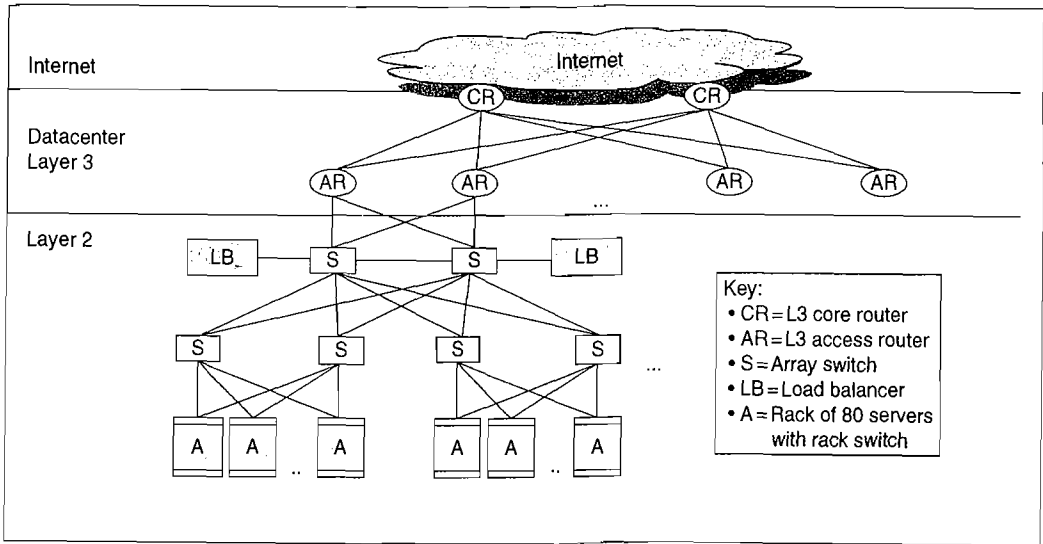 Internet
Internet
CR
CR
Datacenter
Layer 3
AR
AR
AR
AR
...
Layer 2
LB
S
S
LB
Key:
• CR=L3 core router
• AR=L3 access router
• S=Array switch
• LB=Load balancer
• A=Rack of 80 servers
with rack switch
S
S
S
S
...
A
A
..
A
A
A
..
A